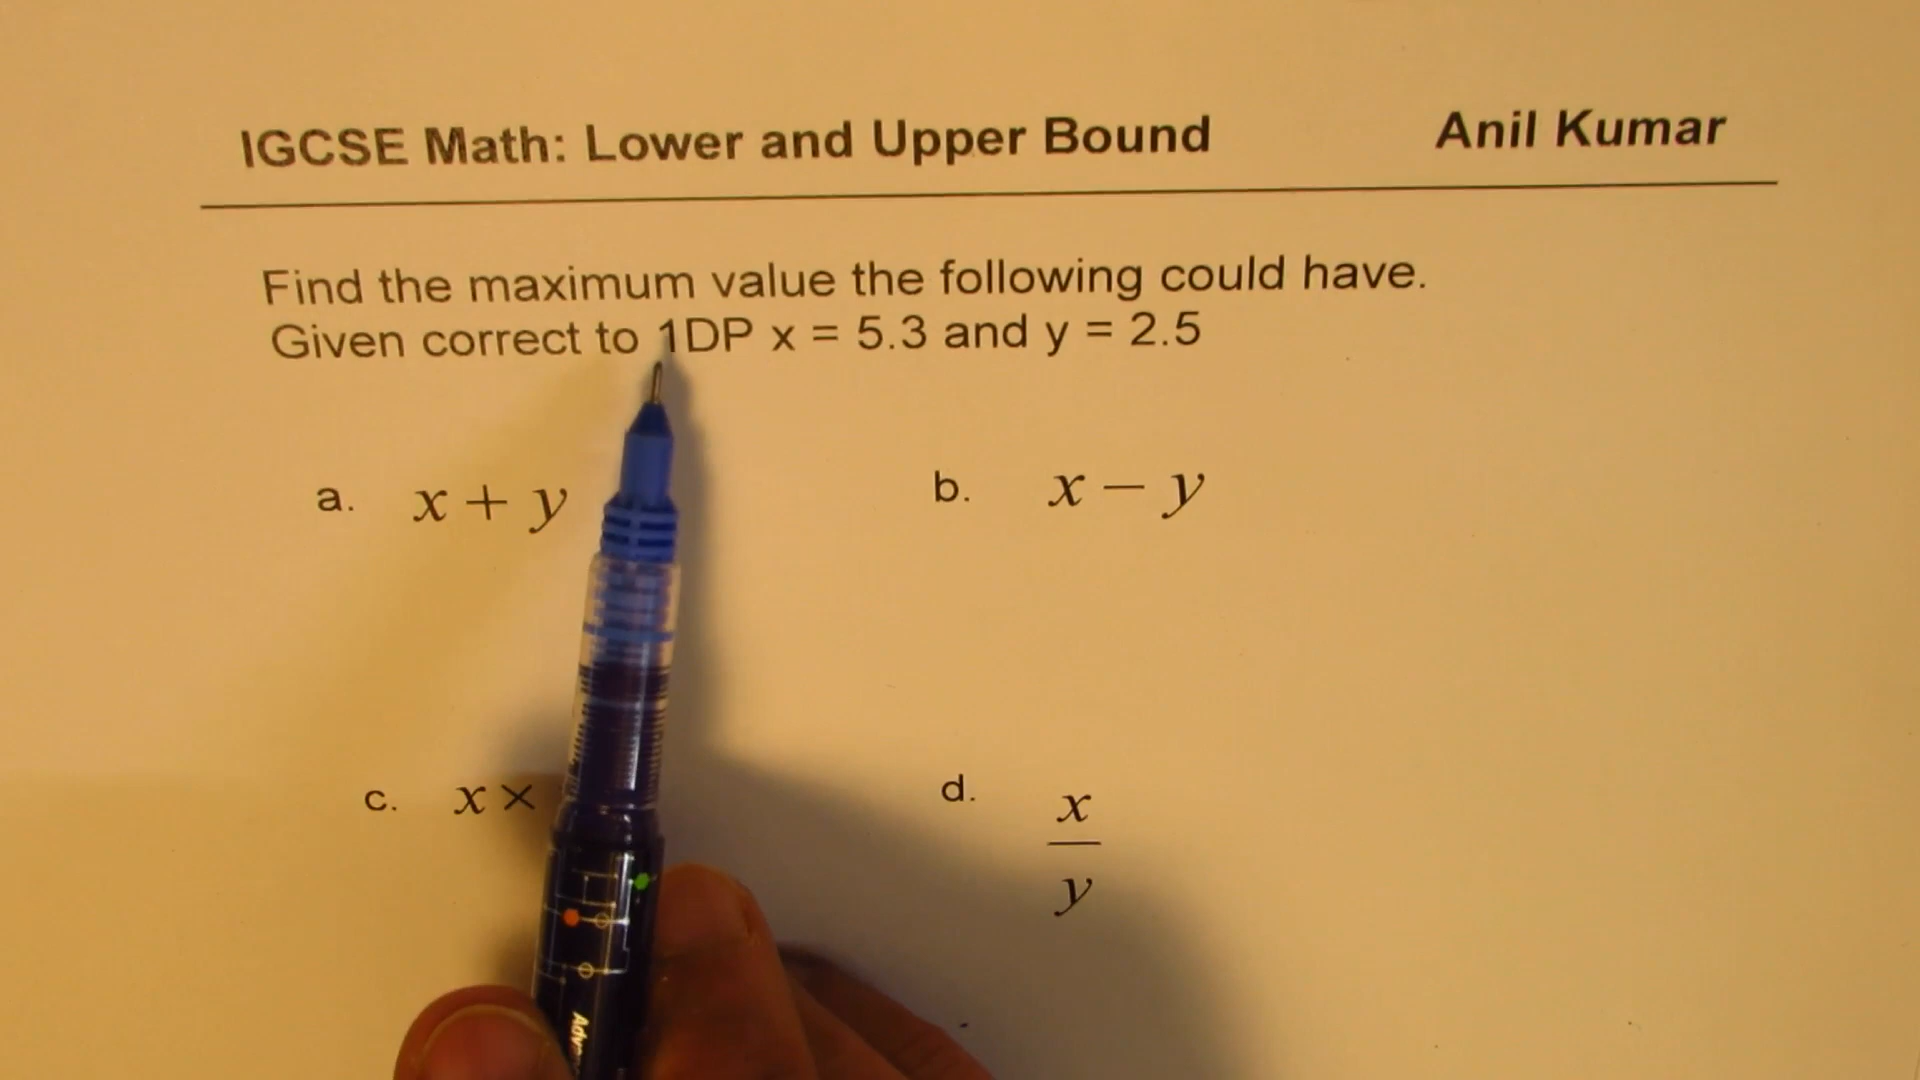 IGCSE Math: Lower and Upper Bound Anil Kumar
Find the maximum value the following could have.
Given correct to 1DP x = 5.3 and y = 2.5
a. x + y b. x − y
c. x × d. x
y